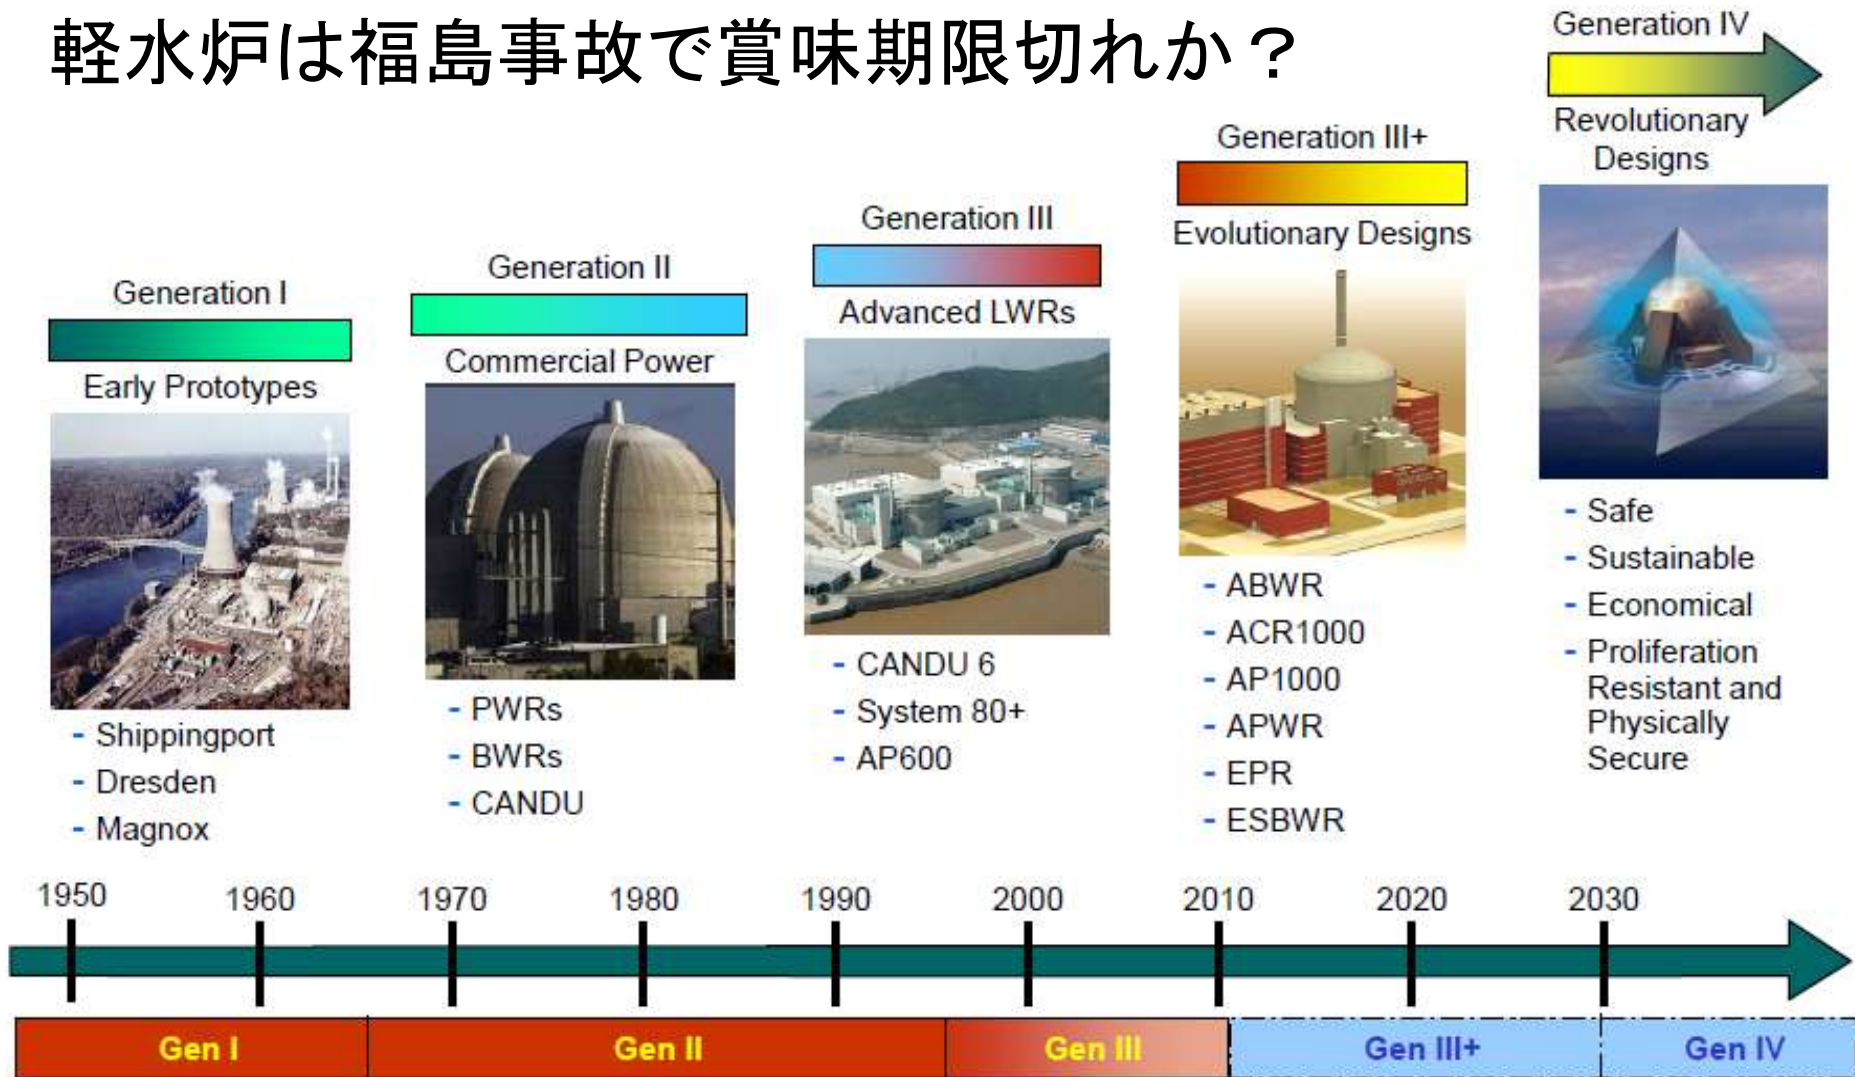 軽水炉は福島事故で賞味期限切れか？
Generation I
Early Prototypes
- Shippingport
- Dresden
- Magnox
Generation II
Commercial Power
- PWRs
- BWRs
- CANDU
Generation III
Advanced LWRs
- CANDU 6
- System 80+
- AP600
Generation III+
Evolutionary Designs
- ABWR
- ACR1000
- AP1000
- APWR
- EPR
- ESBWR
Generation IV
Revolutionary
Designs
- Safe
- Sustainable
- Economical
- Proliferation
Resistant and
Physically
Secure
1950 1960 1970 1980 1990 2000 2010 2020 2030
Gen I Gen II Gen III Gen III+ Gen IV